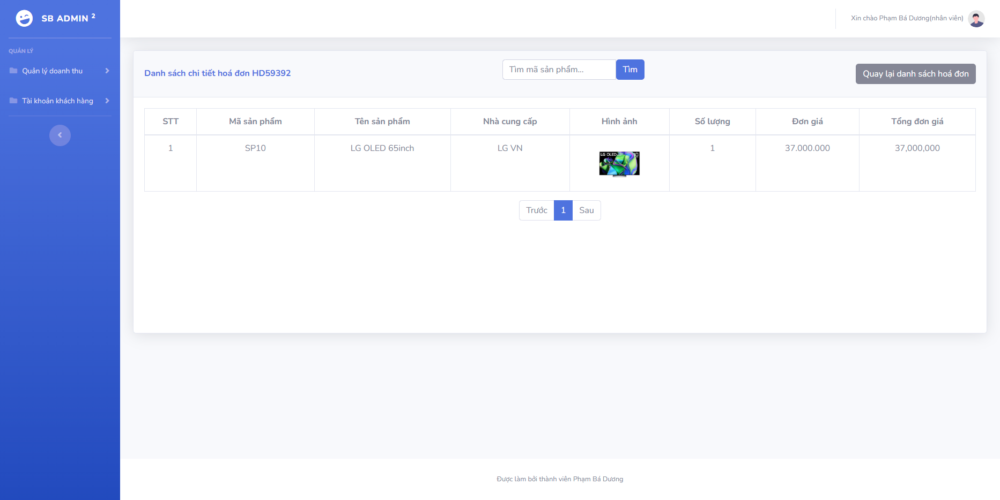 SB ADMIN 2
Xin chào Phạm Bá Dương(nhân viên)
QUẢN LÝ
Quản lý doanh thu
Tài khoản khách hàng
Danh sách chi tiết hoá đơn HD59392
Tìm mã sản phẩm...
Tìm
Quay lại danh sách hoá đơn
STT Mã sản phẩm Tên sản phẩm Nhà cung cấp Hình ảnh Số lượng Đơn giá Tổng đơn giá
1 SP10 LG OLED 65inch LG VN 1 37.000.000 37,000,000
LG OLED
Trước 1 Sau
Được làm bởi thành viên Phạm Bá Dương